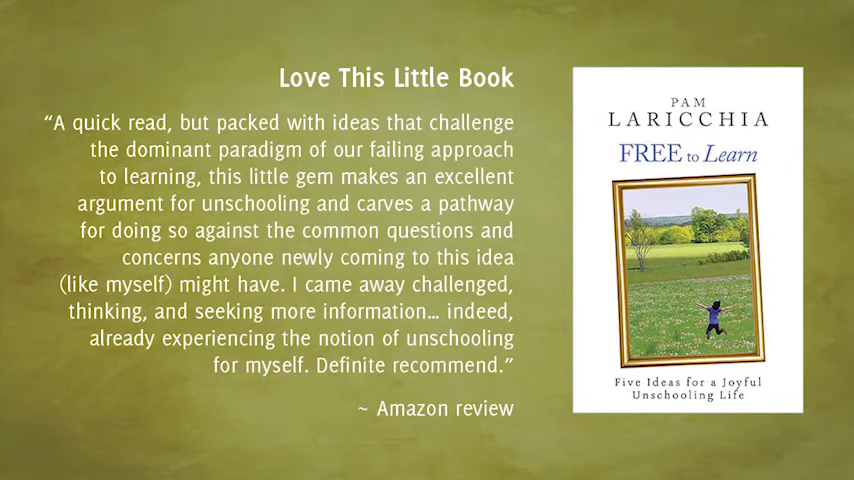 Love This Little Book
“A quick read, but packed with ideas that challenge
the dominant paradigm of our failing approach
to learning, this little gem makes an excellent
argument for unschooling and carves a pathway
for doing so against the common questions and
concerns anyone newly coming to this idea
(like myself) might have. I came away challenged,
thinking, and seeking more information... indeed,
already experiencing the notion of unschooling
for myself. Definite recommend.”
~ Amazon review
PAM
LARICCHIA
FREE to Learn
Five Ideas for a Joyful
Unschooling Life